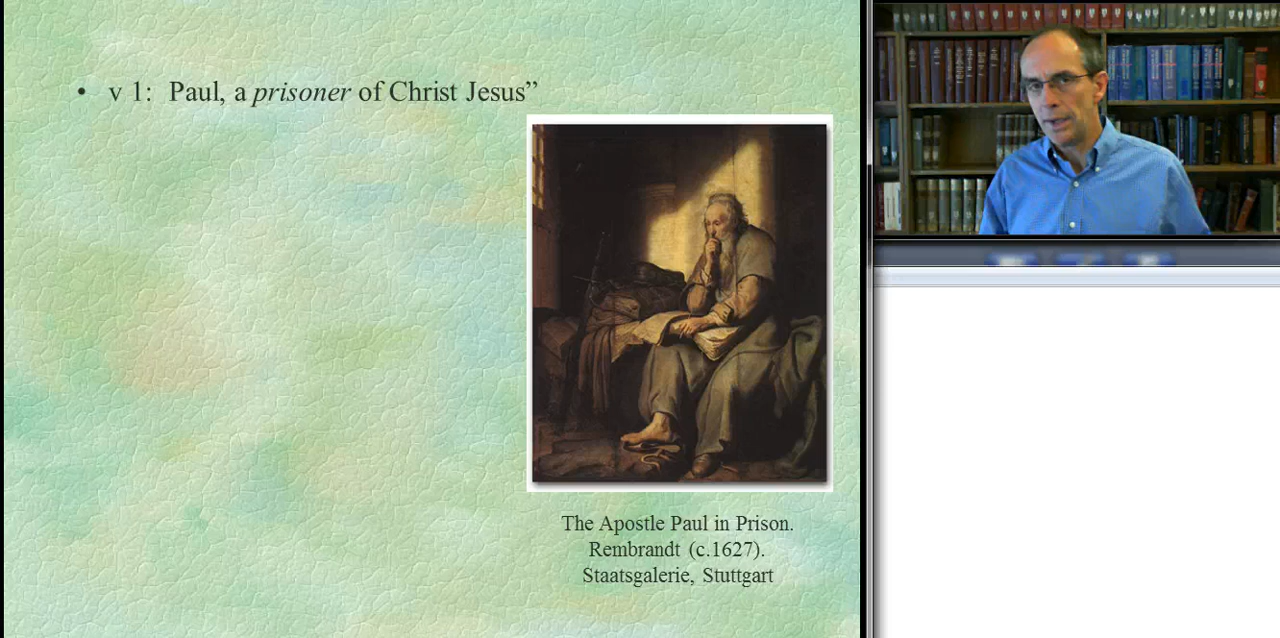 • v 1: Paul, a prisoner of Christ Jesus”
The Apostle Paul in Prison.
Rembrandt (c.1627).
Staatsgalerie, Stuttgart